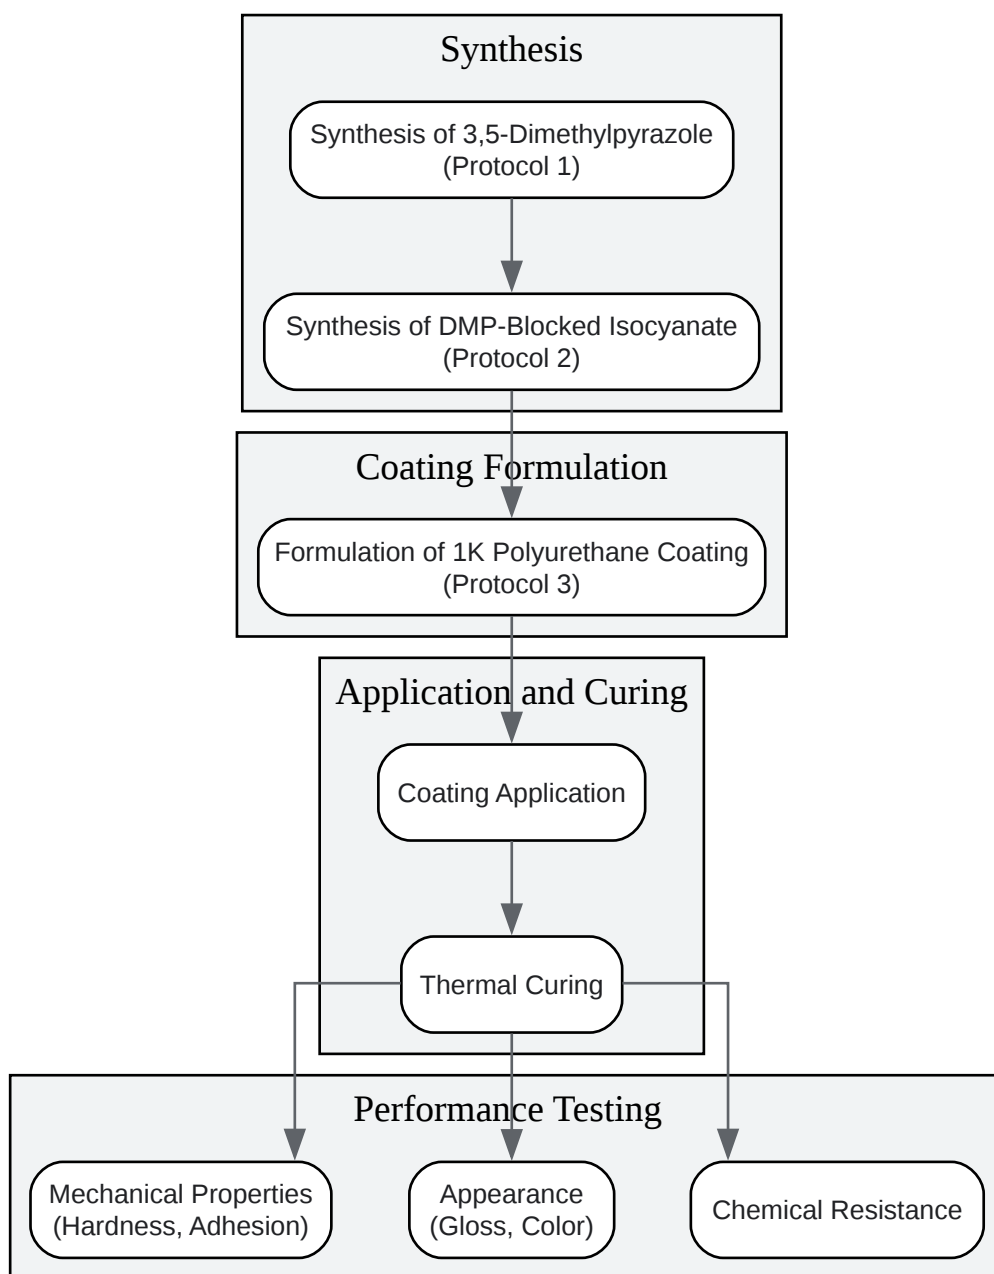 Synthesis
Synthesis of 3,5-Dimethylpyrazole
(Protocol 1)
Synthesis of DMP-Blocked Isocyanate
(Protocol 2)
Coating Formulation
Formulation of 1K Polyurethane Coating
(Protocol 3)
Application and Curing
Coating Application
Thermal Curing
Performance Testing
Mechanical Properties
(Hardness, Adhesion)
Appearance
(Gloss, Color)
Chemical Resistance